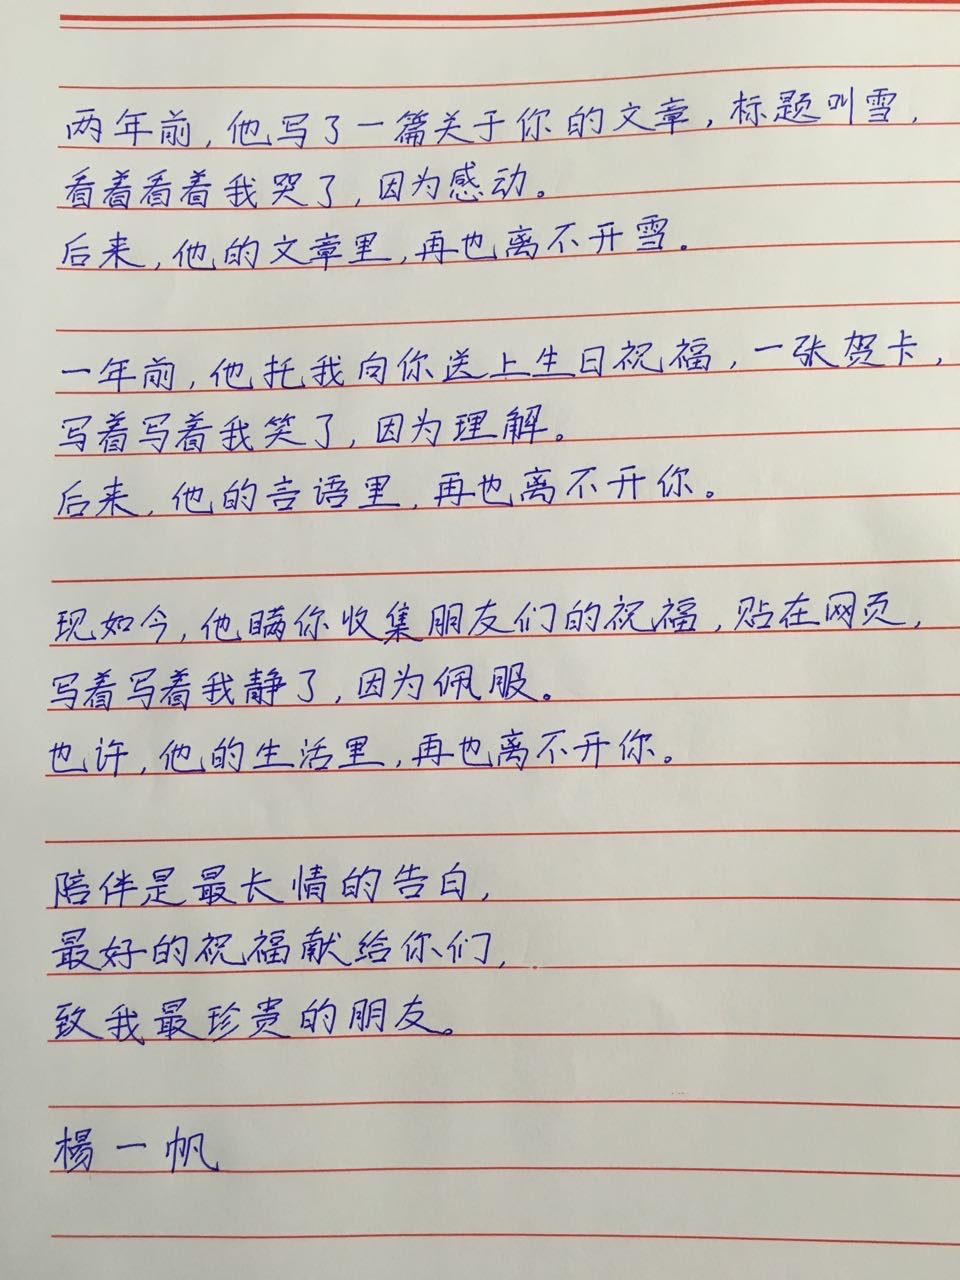 两年前,他写了一篇关于你的文章,标题叫雪,
看着看着我哭了,因为感动。
后来,他的文章里,再也离不开雪。
一年前,他托我向你送上生日祝福,一张贺卡,
写着写着我笑了,因为理解。
后来,他的言语里,再也离不开你。
现如今,他瞒你收集朋友们的祝福,贴在网页,
写着写着我静了,因为佩服。
也许,他的生活里,再也离不开你。
陪伴是最长情的告白,
最好的祝福献给你们,
致我最珍贵的朋友。
楊一帆